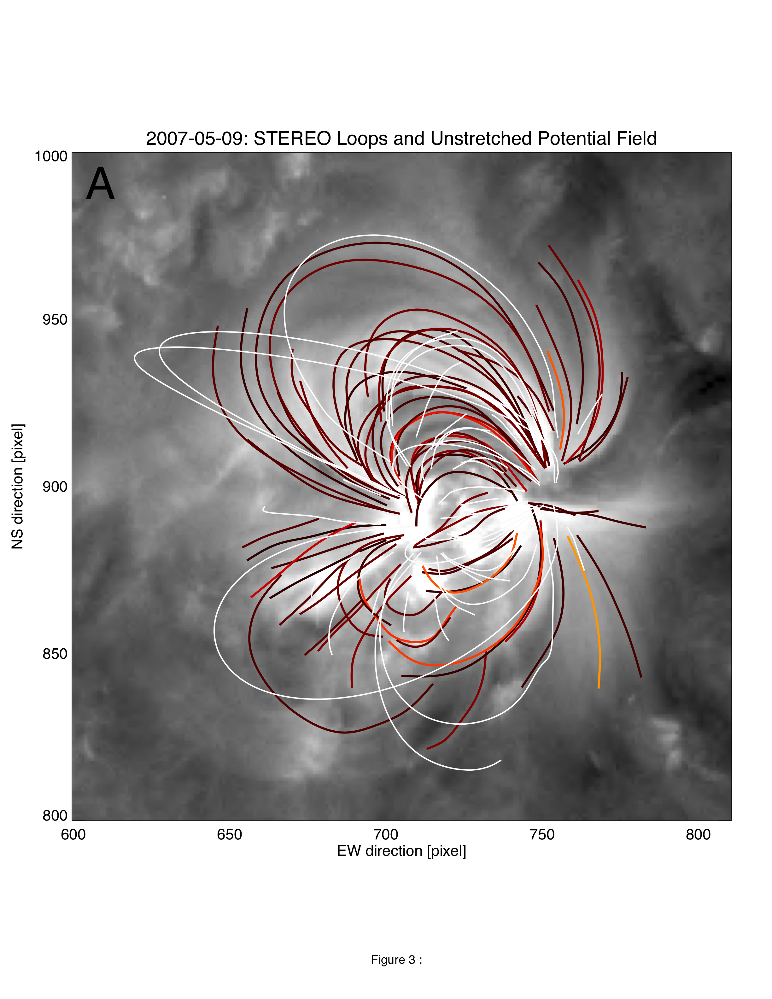 2007-05-09: STEREO Loops and Unstretched Potential Field
A
1000
950
900
850
800
NS direction [pixel]
600 650 700 750 800
EW direction [pixel]
Figure 3 :